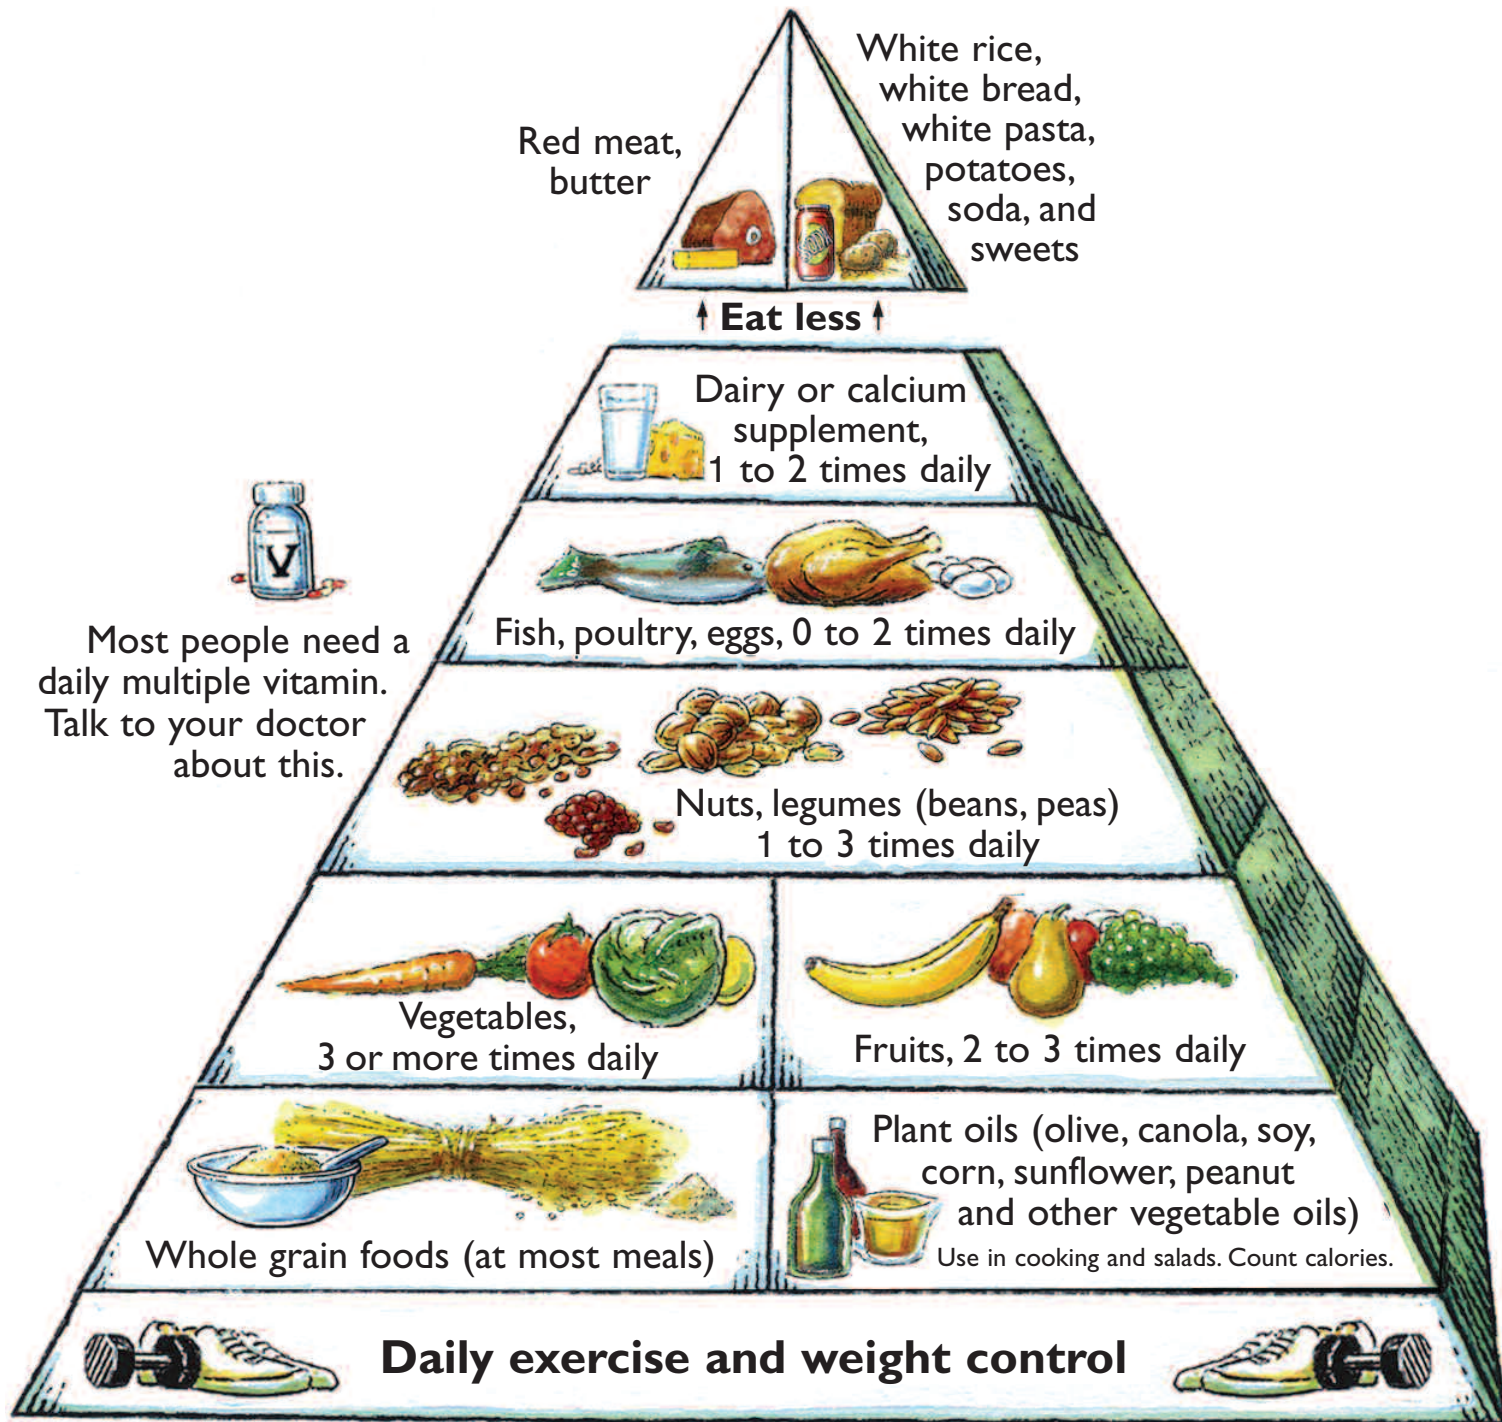 White rice,
white bread,
white pasta,
potatoes,
soda, and
sweets
Red meat,
butter
SODA
Eat less
Dairy or calcium
supplement,
1 to 2 times daily
Fish, poultry, eggs, 0 to 2 times daily
V
Most people need a
daily multiple vitamin.
Talk to your doctor
about this.
Nuts, legumes (beans, peas)
1 to 3 times daily
Vegetables,
3 or more times daily
Fruits, 2 to 3 times daily
Whole grain foods (at most meals)
Plant oils (olive, canola, soy,
corn, sunflower, peanut
and other vegetable oils)
Use in cooking and salads. Count calories.
Daily exercise and weight control